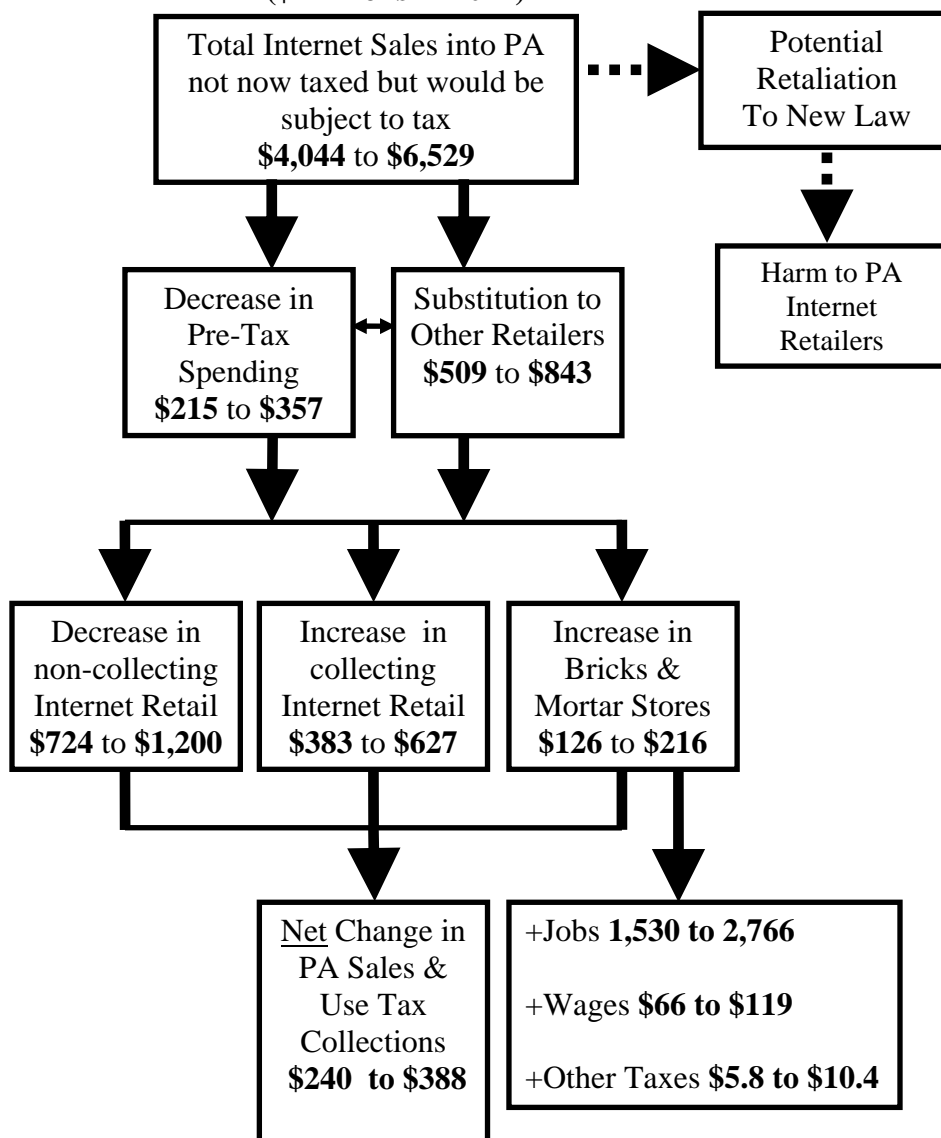 Total Internet Sales into PA
not now taxed but would be
subject to tax
$4,044 to $6,529
Potential
Retaliation
To New Law
Harm to PA
Internet
Retailers
Decrease in
Pre-Tax
Spending
$215 to $357
Substitution to
Other Retailers
$509 to $843
Decrease in
non-collecting
Internet Retail
$724 to $1,200
Increase in
collecting
Internet Retail
$383 to $627
Increase in
Bricks &
Mortar Stores
$126 to $216
Net Change in
PA Sales &
Use Tax
Collections
$240 to $388
+Jobs 1,530 to 2,766
+Wages $66 to $119
+Other Taxes $5.8 to $10.4